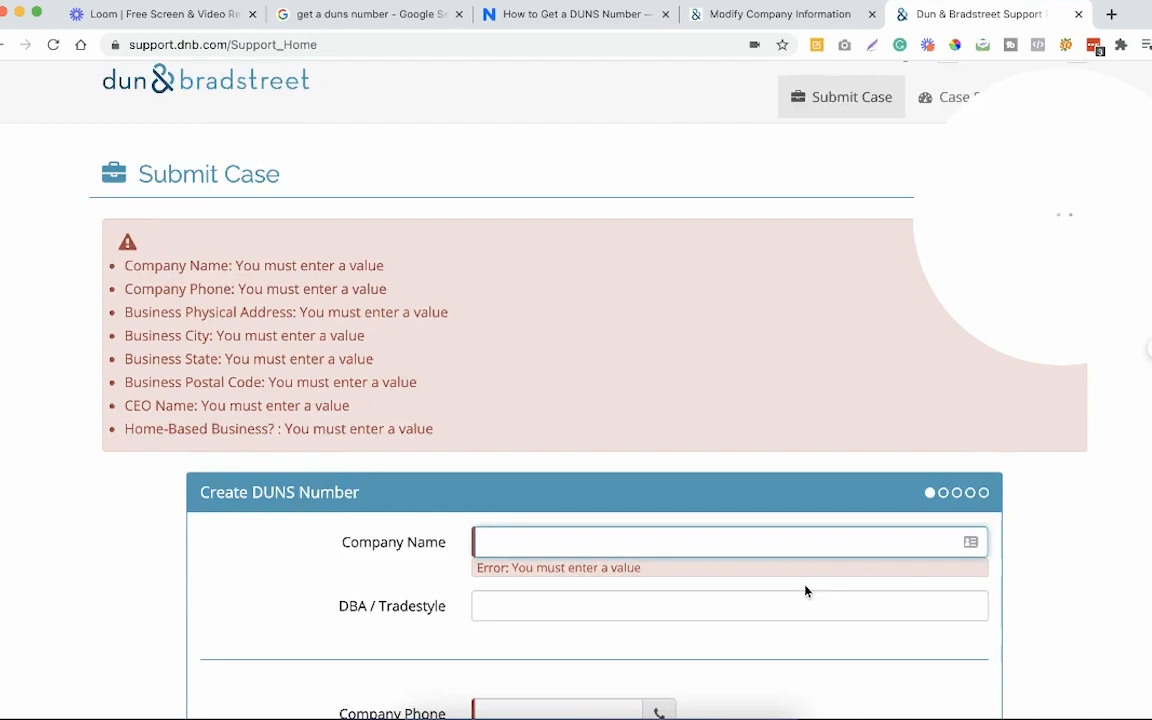 Loom | Free Screen & Video Re
get a duns number - Google Se
How to Get a DUNS Number —
Modify Company Information
Dun & Bradstreet Support
support.dnb.com/Support_Home
3
dun & bradstreet
Submit Case
Case S
Submit Case
Company Name: You must enter a value
Company Phone: You must enter a value
Business Physical Address: You must enter a value
Business City: You must enter a value
Business State: You must enter a value
Business Postal Code: You must enter a value
CEO Name: You must enter a value
Home-Based Business? : You must enter a value
Create DUNS Number
Company Name
Error: You must enter a value
DBA / Tradestyle
Company Phone